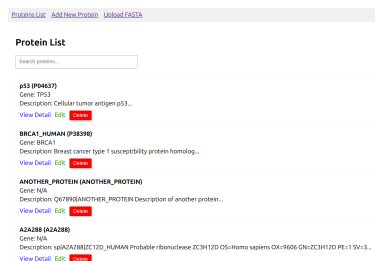 Proteins List Add New Protein Upload FASTA
Protein List
Search proteins...
p53 (P04637)
Gene: TP53
Description: Cellular tumor antigen p53...
View Detail Edit Delete
BRCA1_HUMAN (P38398)
Gene: BRCA1
Description: Breast cancer type 1 susceptibility protein homolog...
View Detail Edit Delete
ANOTHER_PROTEIN (ANOTHER_PROTEIN)
Gene: N/A
Description: Q67890|ANOTHER_PROTEIN Description of another protein...
View Detail Edit Delete
A2A288 (A2A288)
Gene: N/A
Description: sp|A2A288|ZC12D_HUMAN Probable ribonuclease ZC3H12D OS=Homo sapiens OX=9606 GN=ZC3H12D PE=1 SV=3...
View Detail Edit Delete